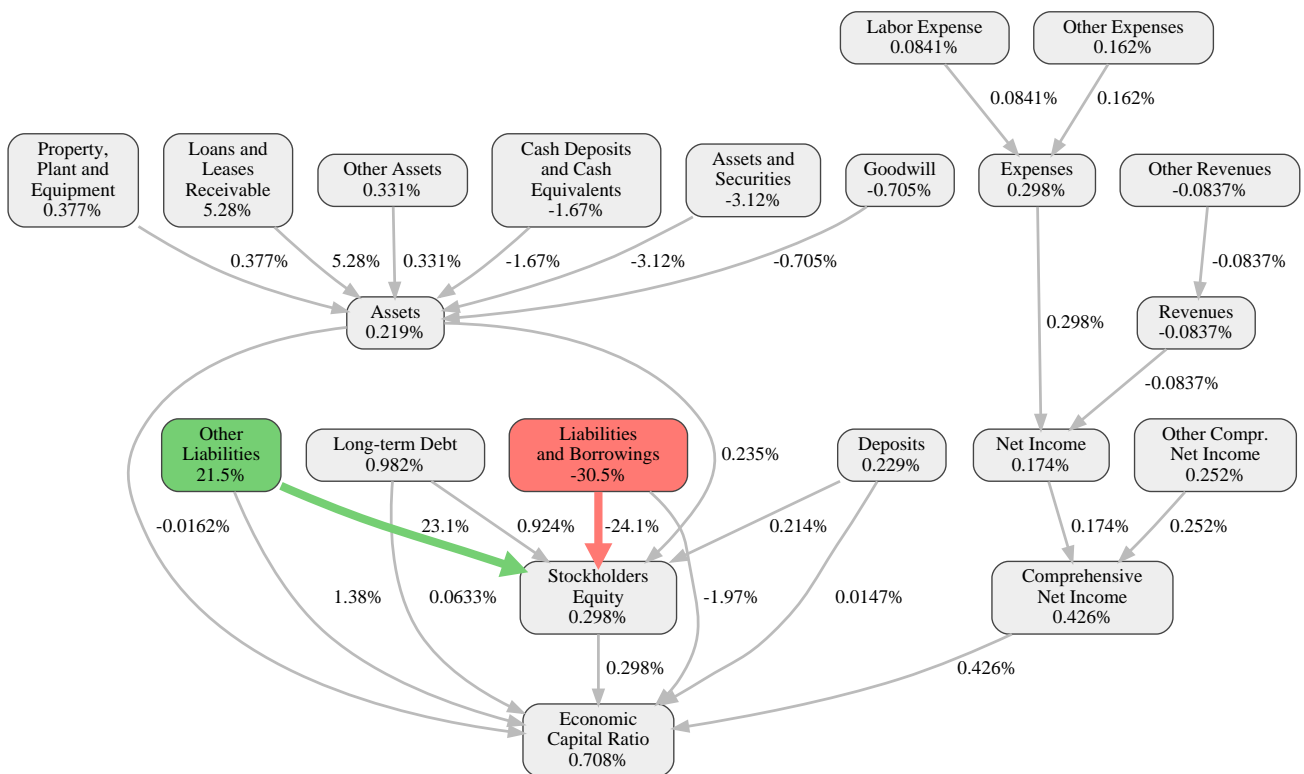 Labor Expense
0.0841%
Other Expenses
0.162%
0.0841%
0.162%
Property,
Plant and
Equipment
0.377%
Loans and
Leases
Receivable
5.28%
Other Assets
0.331%
Cash Deposits
and Cash
Equivalents
-1.67%
Assets and
Securities
-3.12%
Goodwill
-0.705%
Expenses
0.298%
Other Revenues
-0.0837%
0.377%
5.28%
0.331%
-1.67%
-3.12%
-0.705%
-0.0837%
Assets
0.219%
0.298%
Revenues
-0.0837%
-0.0837%
Other
Liabilities
21.5%
Long-term Debt
0.982%
Liabilities
and Borrowings
-30.5%
0.235%
Deposits
0.229%
Net Income
0.174%
Other Compr.
Net Income
0.252%
-0.0162%
23.1%
0.924%
-24.1%
0.214%
0.174%
0.252%
Stockholders
Equity
0.298%
Comprehensive
Net Income
0.426%
1.38%
0.0633%
-1.97%
0.0147%
0.298%
0.426%
Economic
Capital Ratio
0.708%